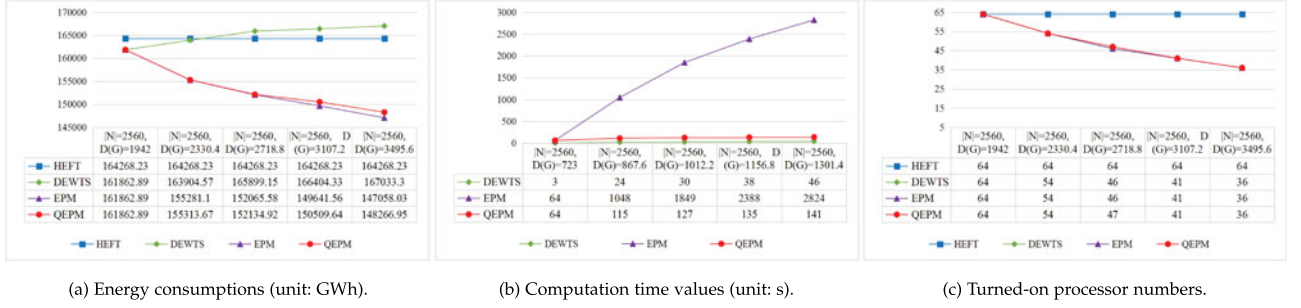 170000
165000
160000
155000
150000
145000
|N|=2560, |N|=2560, |N|=2560, |N|=2560, D |N|=2560,
D(G)=1942 D(G)=2330.4 D(G)=2718.8 (G)=3107.2 D(G)=3495.6
HEFT 164268.23 164268.23 164268.23 164268.23 164268.23
DEWTS 161862.89 163904.57 165899.15 166404.33 167033.3
EPM 161862.89 155281.1 152065.58 149641.56 147058.03
QEPM 161862.89 155313.67 152134.92 150509.64 148266.95
HEFT DEWTS EPM QEPM
(a) Energy consumptions (unit: GWh).
3000
2500
2000
1500
1000
500
0
|N|=2560, |N|=2560, |N|=2560, |N|=2560, D |N|=2560,
D(G)=723 D(G)=867.6 D(G)=1012.2 (G)=1156.8 D(G)=1301.4
DEWTS 3 24 30 38 46
EPM 64 1048 1849 2388 2824
QEPM 64 115 127 135 141
DEWTS EPM QEPM
(b) Computation time values (unit: s).
65
55
45
35
25
15
5
|N|=2560, |N|=2560, |N|=2560, |N|=2560, D |N|=2560,
D(G)=1942 D(G)=2330.4 D(G)=2718.8 (G)=3107.2 D(G)=3495.6
HEFT 64 64 64 64 64
DEWTS 64 54 46 41 36
EPM 64 54 46 41 36
QEPM 64 54 47 41 36
HEFT DEWTS EPM QEPM
(c) Turned-on processor numbers.